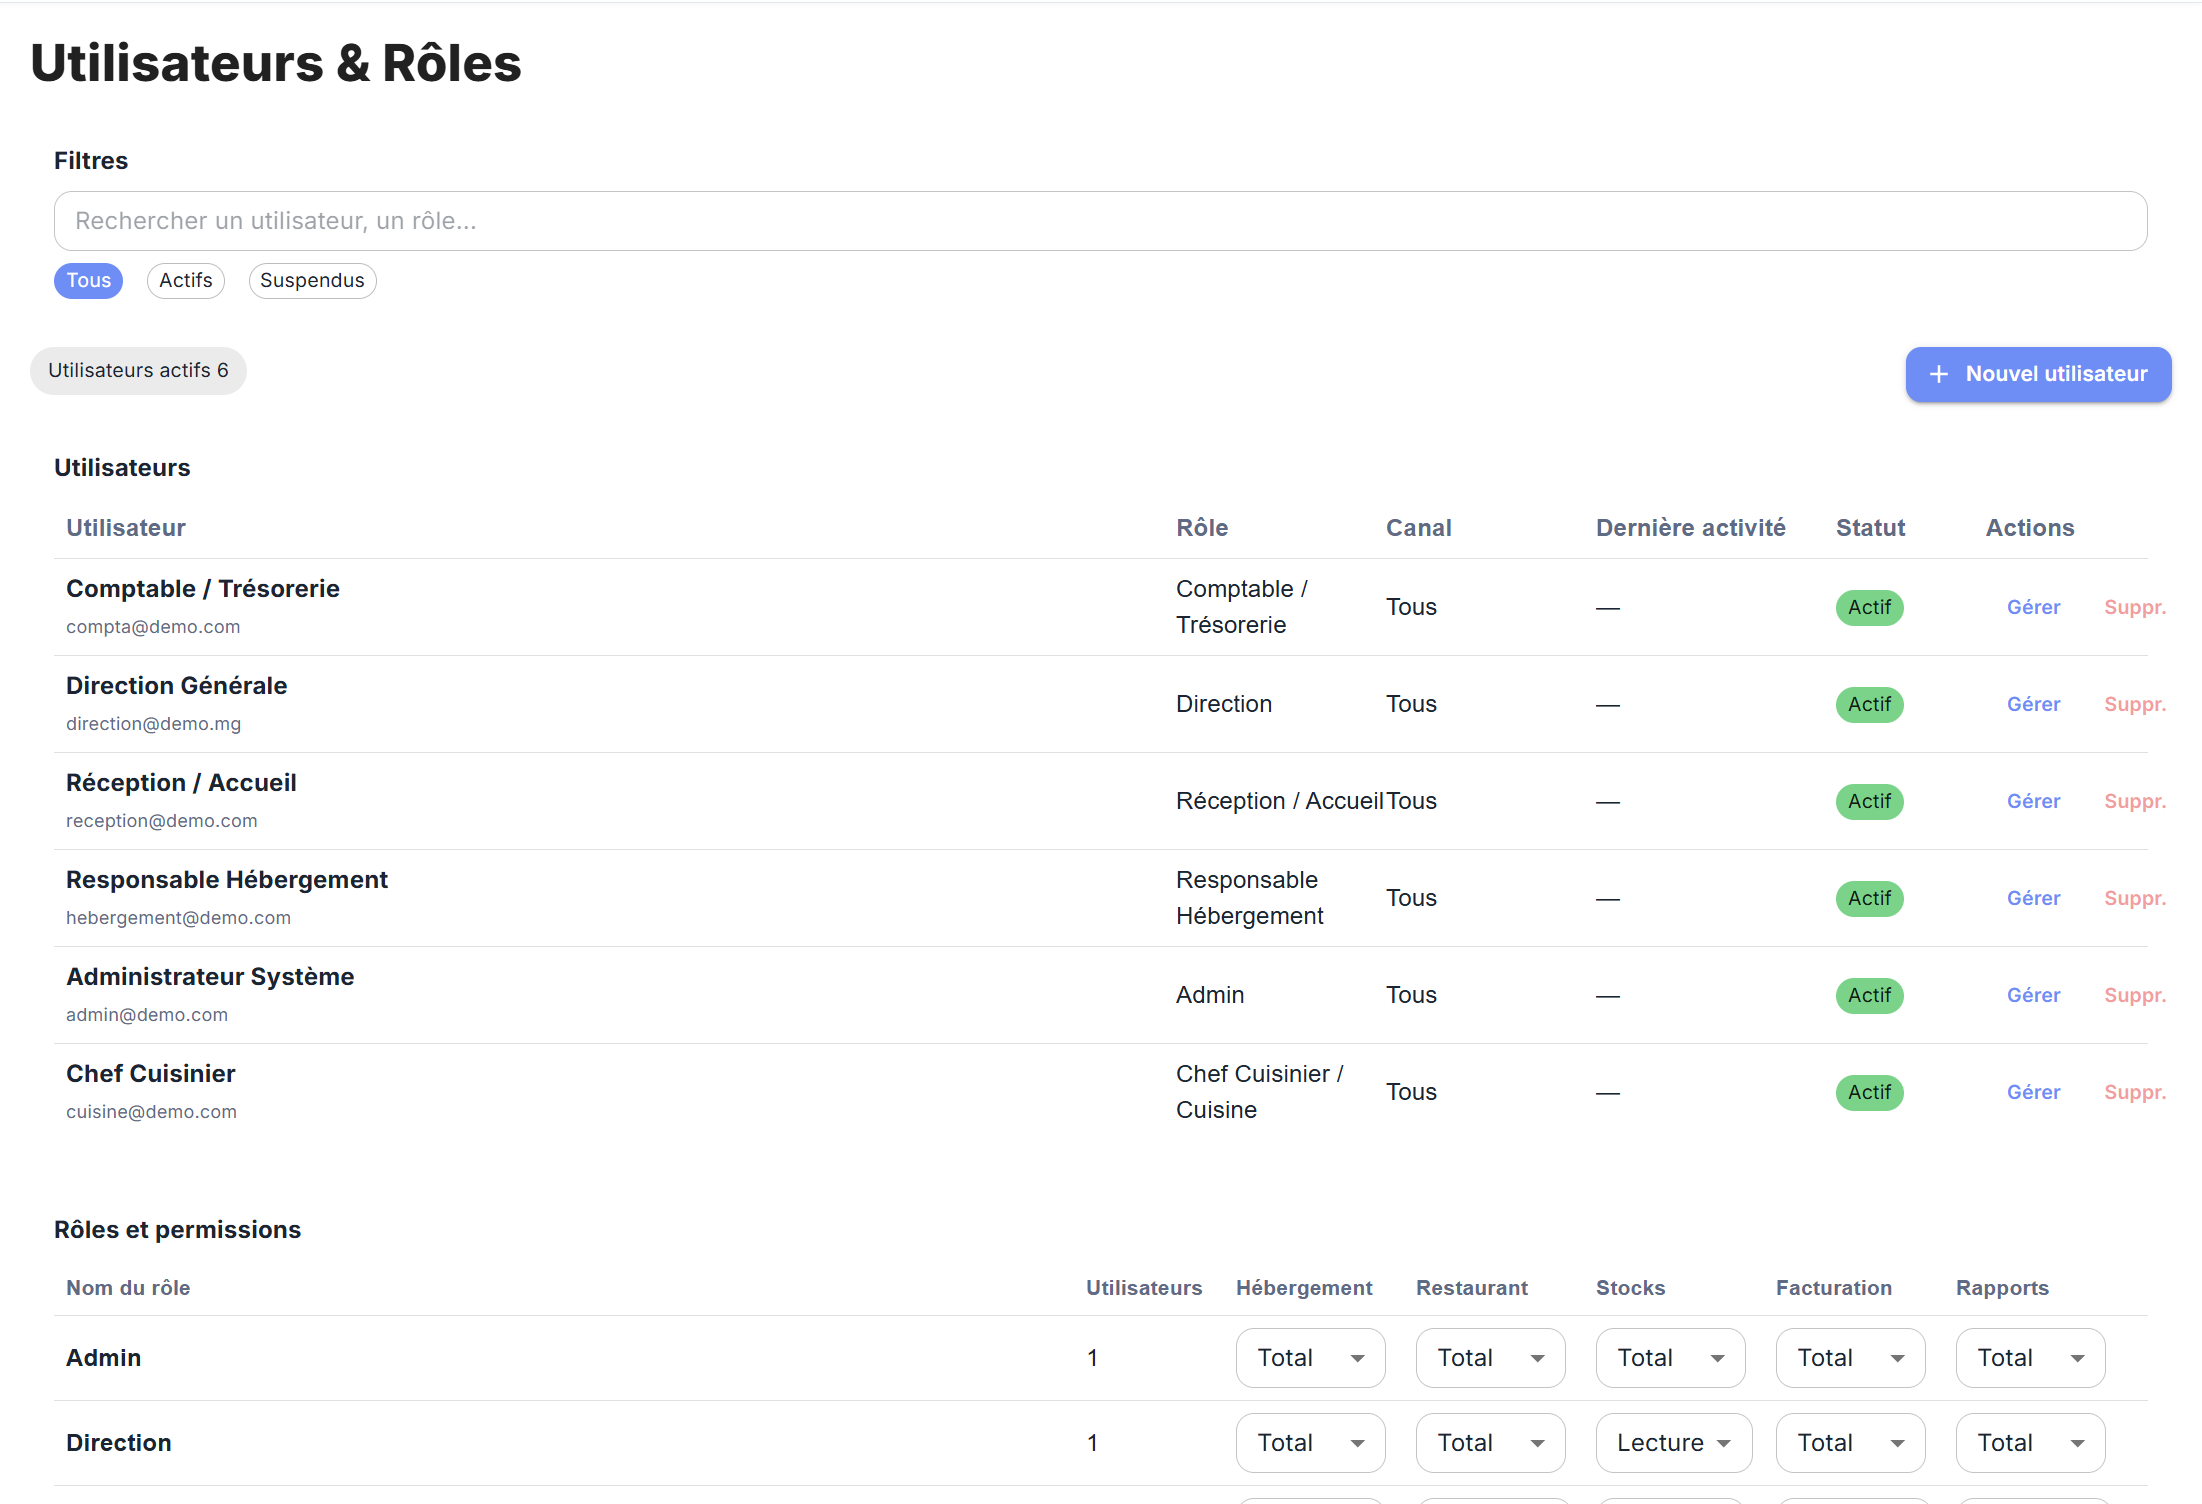 Utilisateurs & Rôles
Filtres
Rechercher un utilisateur, un rôle...
Tous Actifs Suspendus
Utilisateurs actifs 6
+ Nouvel utilisateur
Utilisateurs
Utilisateur Rôle Canal Dernière activité Statut Actions
Comptable / Trésorerie
compta@demo.com
Comptable /
Trésorerie
Tous — Actif Gérer Suppr.
Direction Générale
direction@demo.mg
Direction Tous — Actif Gérer Suppr.
Réception / Accueil
reception@demo.com
Réception / Accueil Tous — Actif Gérer Suppr.
Responsable Hébergement
hebergement@demo.com
Responsable
Hébergement
Tous — Actif Gérer Suppr.
Administrateur Système
admin@demo.com
Admin Tous — Actif Gérer Suppr.
Chef Cuisinier
cuisine@demo.com
Chef Cuisinier /
Cuisine
Tous — Actif Gérer Suppr.
Rôles et permissions
Nom du rôle Utilisateurs Hébergement Restaurant Stocks Facturation Rapports
Admin 1 Total Total Total Total Total
Direction 1 Total Total Lecture Total Total